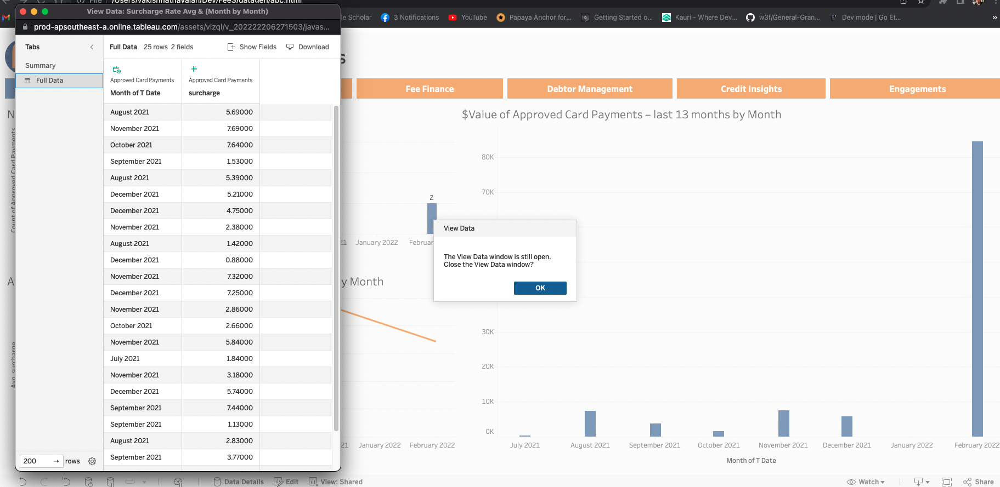 File
/Users/vakishnathayalan/Dev/FeeS/datagen/abc.html
View Data: Surcharge Rate Avg & (Month by Month)
prod-apsoutheast-a.online.tableau.com/assets/vizql/v_202222206271503/javas...
le Scholar
3 Notifications
YouTube
Papaya Anchor for...
Getting Started o...
Kauri - Where Dev...
w3f/General-Gran...
Dev mode | Go Et...
»
Tabs
Summary
Full Data
Full Data 25 rows 2 fields
Show Fields
Download
Approved Card Payments
Month of T Date
Approved Card Payments
surcharge
August 2021 5.69000
November 2021 7.69000
October 2021 7.64000
September 2021 1.53000
August 2021 5.39000
December 2021 5.21000
December 2021 4.75000
November 2021 2.38000
August 2021 1.42000
December 2021 0.88000
November 2021 7.32000
December 2021 7.25000
November 2021 2.86000
October 2021 2.66000
November 2021 5.84000
July 2021 1.84000
November 2021 3.18000
December 2021 5.74000
September 2021 7.44000
September 2021 1.13000
August 2021 2.83000
September 2021 3.77000
200 rows
s
Fee Finance
Debtor Management
Credit Insights
Engagements
N
Count of Approved Card Payments
2
21
January 2022
Februar
A
y Month
Avg. surcharge
21
January 2022
February 2022
View Data
The View Data window is still open.
Close the View Data window?
OK
$Value of Approved Card Payments – last 13 months by Month
80K
70K
30K
20K
10K
0K
July 2021
August 2021
September 2021
October 2021
November 2021
December 2021
January 2022
February 2022
Month of T Date
Data Details
Edit
View: Shared
Watch
Share